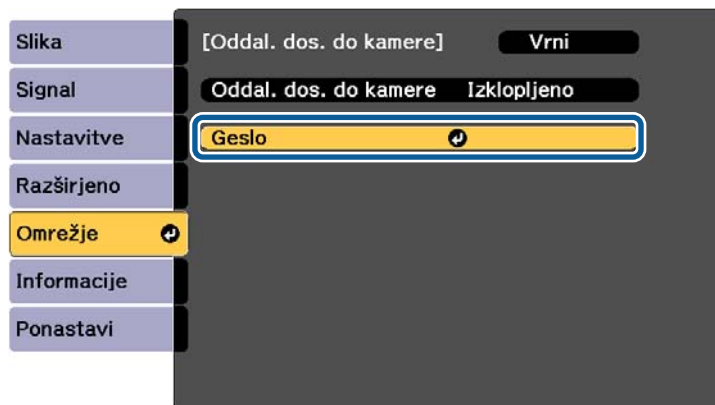 Slika
Signal
Nastavitve
Razširjeno
Omrežje
Informacije
Ponastavi
[Oddal. dos. do kamere] Vrni
Oddal. dos. do kamere Izklopljeno
Geslo